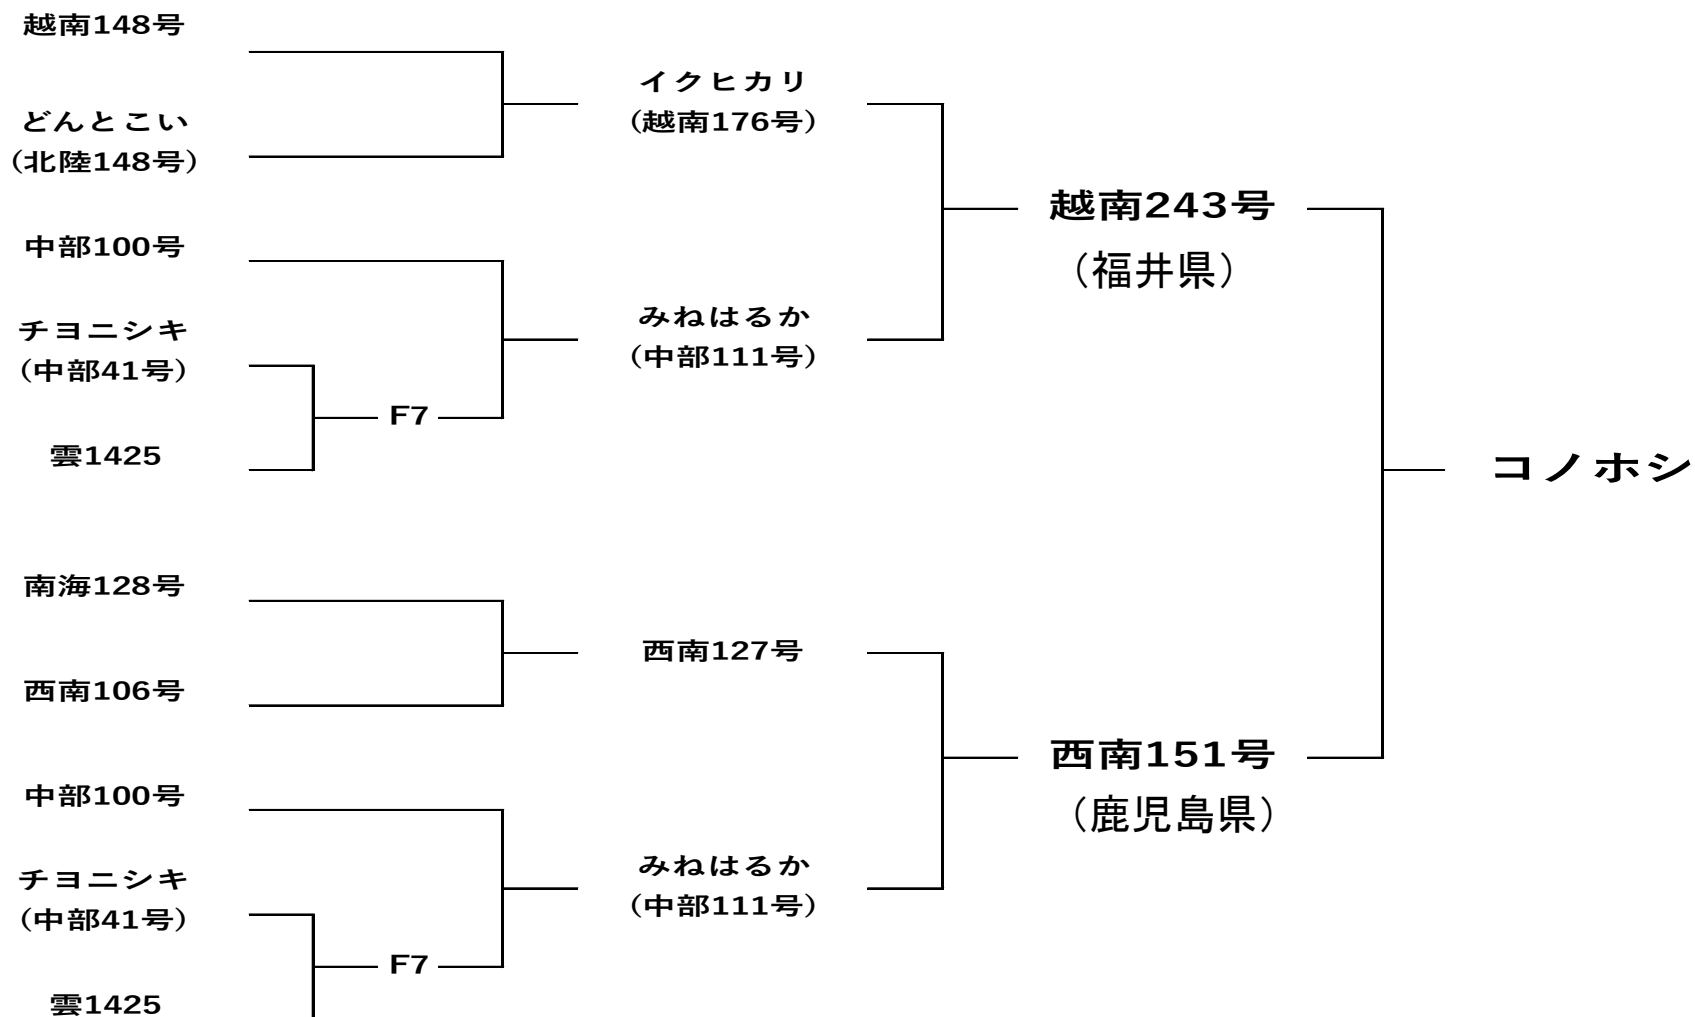 越南148号
どんとこい
（北陸148号）
イクヒカリ
（越南176号）
中部100号
チヨニシキ
（中部41号）
F7
雲1425
みねはるか
（中部111号）
越南243号
（福井県）
コノホシ
南海128号
西南106号
西南127号
中部100号
チヨニシキ
（中部41号）
F7
雲1425
みねはるか
（中部111号）
西南151号
（鹿児島県）